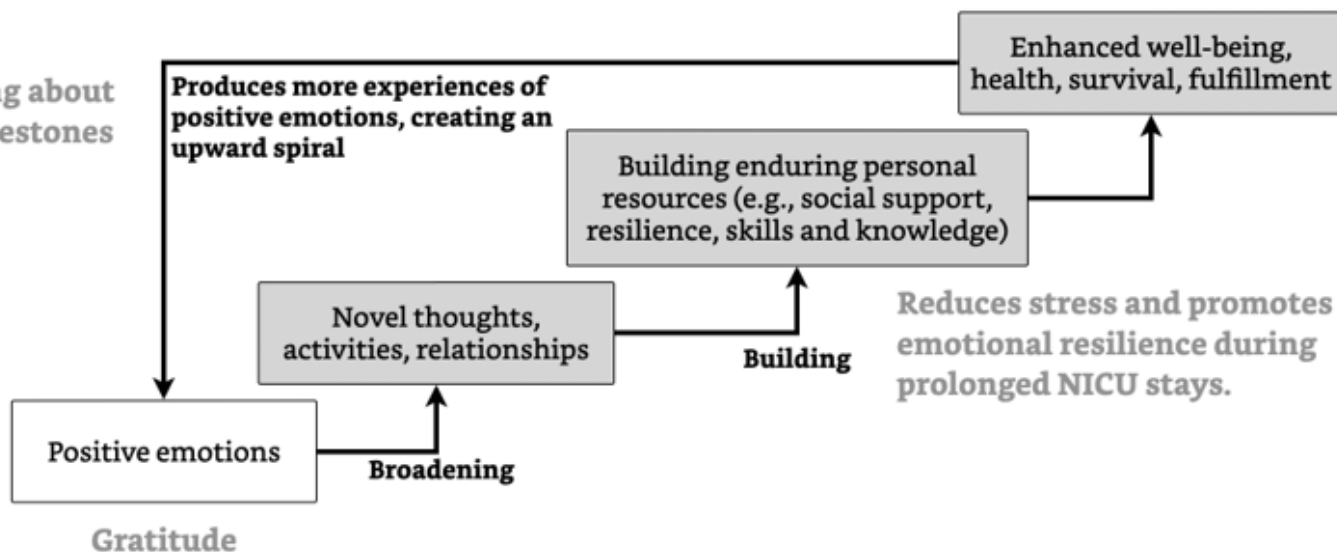 Enhanced well-being,
health, survival, fulfillment
about
Produces more experiences of
positive emotions, creating an
upward spiral
Building enduring personal
resources (e.g., social support,
resilience, skills and knowledge)
Novel thoughts,
activities, relationships
Building
Reduces stress and promotes
emotional resilience during
prolonged NICU stays.
Positive emotions
Broadening
Gratitude